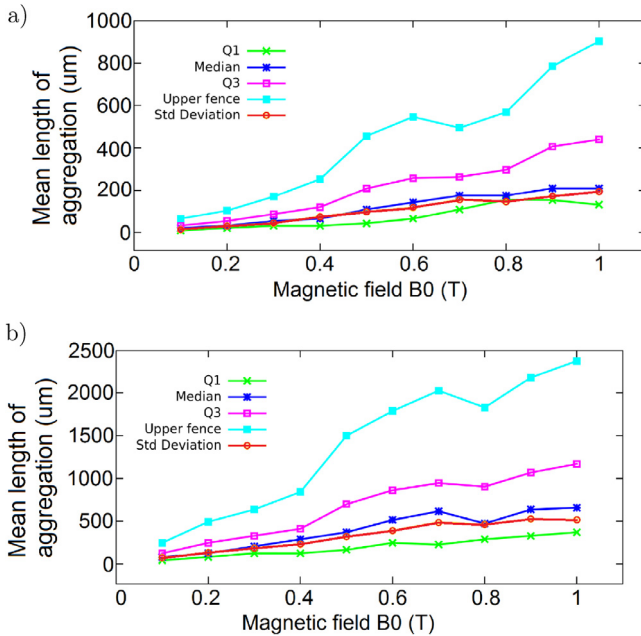 a)
1000
800
600
400
200
0
Mean length of
aggregation (um)
Q1
Median
Q3
Upper fence
Std Deviation
0 0.2 0.4 0.6 0.8 1
Magnetic field B0 (T)
b)
2500
2000
1500
1000
500
0
Mean length of
aggregation (um)
Q1
Median
Q3
Upper fence
Std Deviation
0 0.2 0.4 0.6 0.8 1
Magnetic field B0 (T)